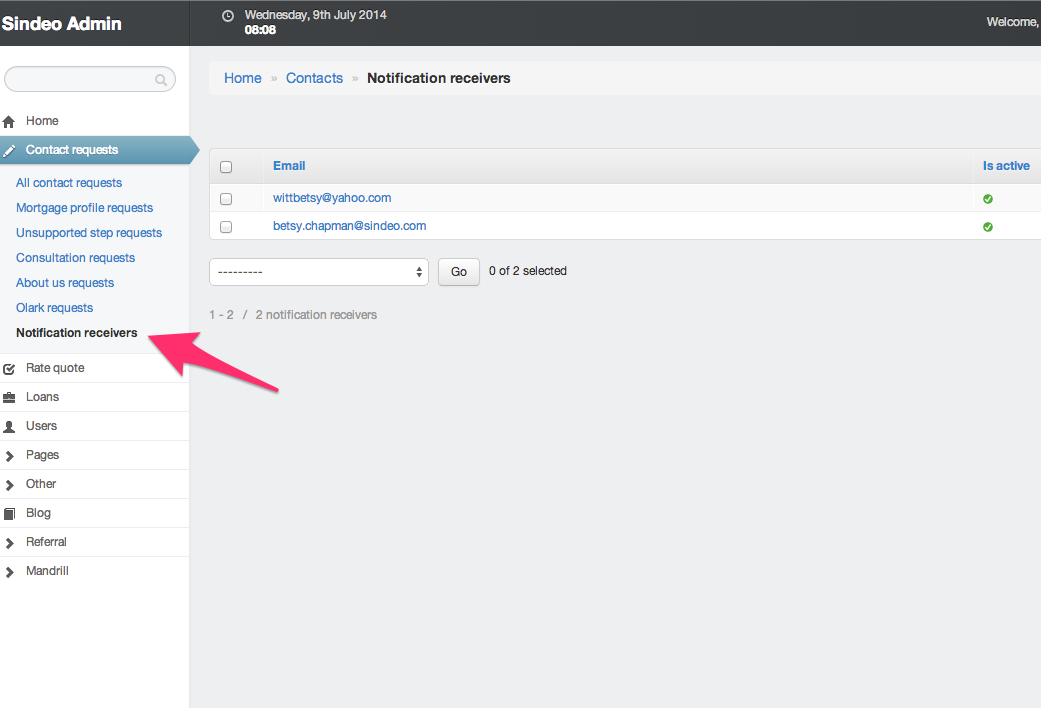 Sindeo Admin
Wednesday, 9th July 2014
08:08
Welcome,
Home » Contacts » Notification receivers
Home
Contact requests
All contact requests
Mortgage profile requests
Unsupported step requests
Consultation requests
About us requests
Olark requests
Notification receivers
Rate quote
Loans
Users
Pages
Other
Blog
Referral
Mandrill
Email Is active
wittbetsy@yahoo.com
betsy.chapman@sindeo.com
--------- Go 0 of 2 selected
1 - 2 / 2 notification receivers